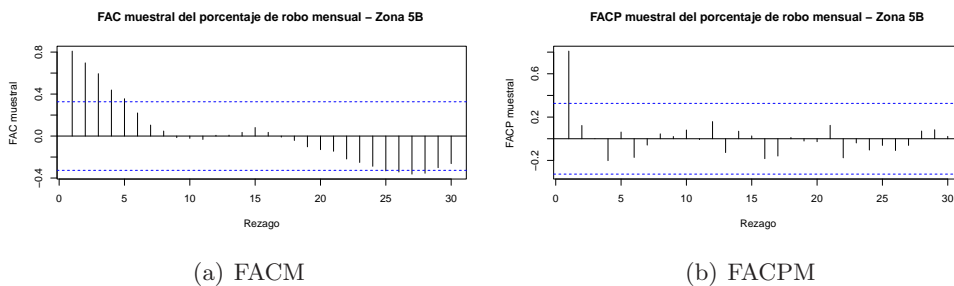 FAC muestral del porcentaje de robo mensual – Zona 5B
FAC muestral
0.8
0.4
0.0
−0.4
0
5
10
15
20
25
30
Rezago
(a) FACM
FACP muestral del porcentaje de robo mensual – Zona 5B
FACP muestral
0.6
0.2
−0.2
0
5
10
15
20
25
30
Rezago
(b) FACPM